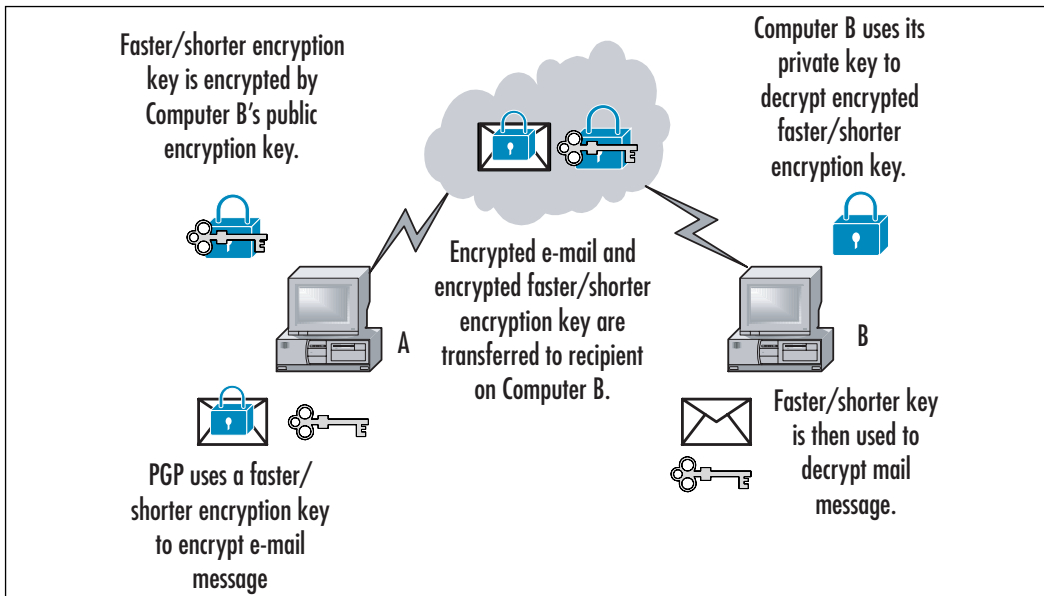 Faster/shorter encryption
key is encrypted by
Computer B's public
encryption key.
Computer B uses its
private key to
decrypt encrypted
faster/shorter
encryption key.
Encrypted e-mail and
encrypted faster/shorter
encryption key are
transferred to recipient
on Computer B.
A
B
PGP uses a faster/
shorter encryption key
to encrypt e-mail
message
Faster/shorter key
is then used to
decrypt mail
message.